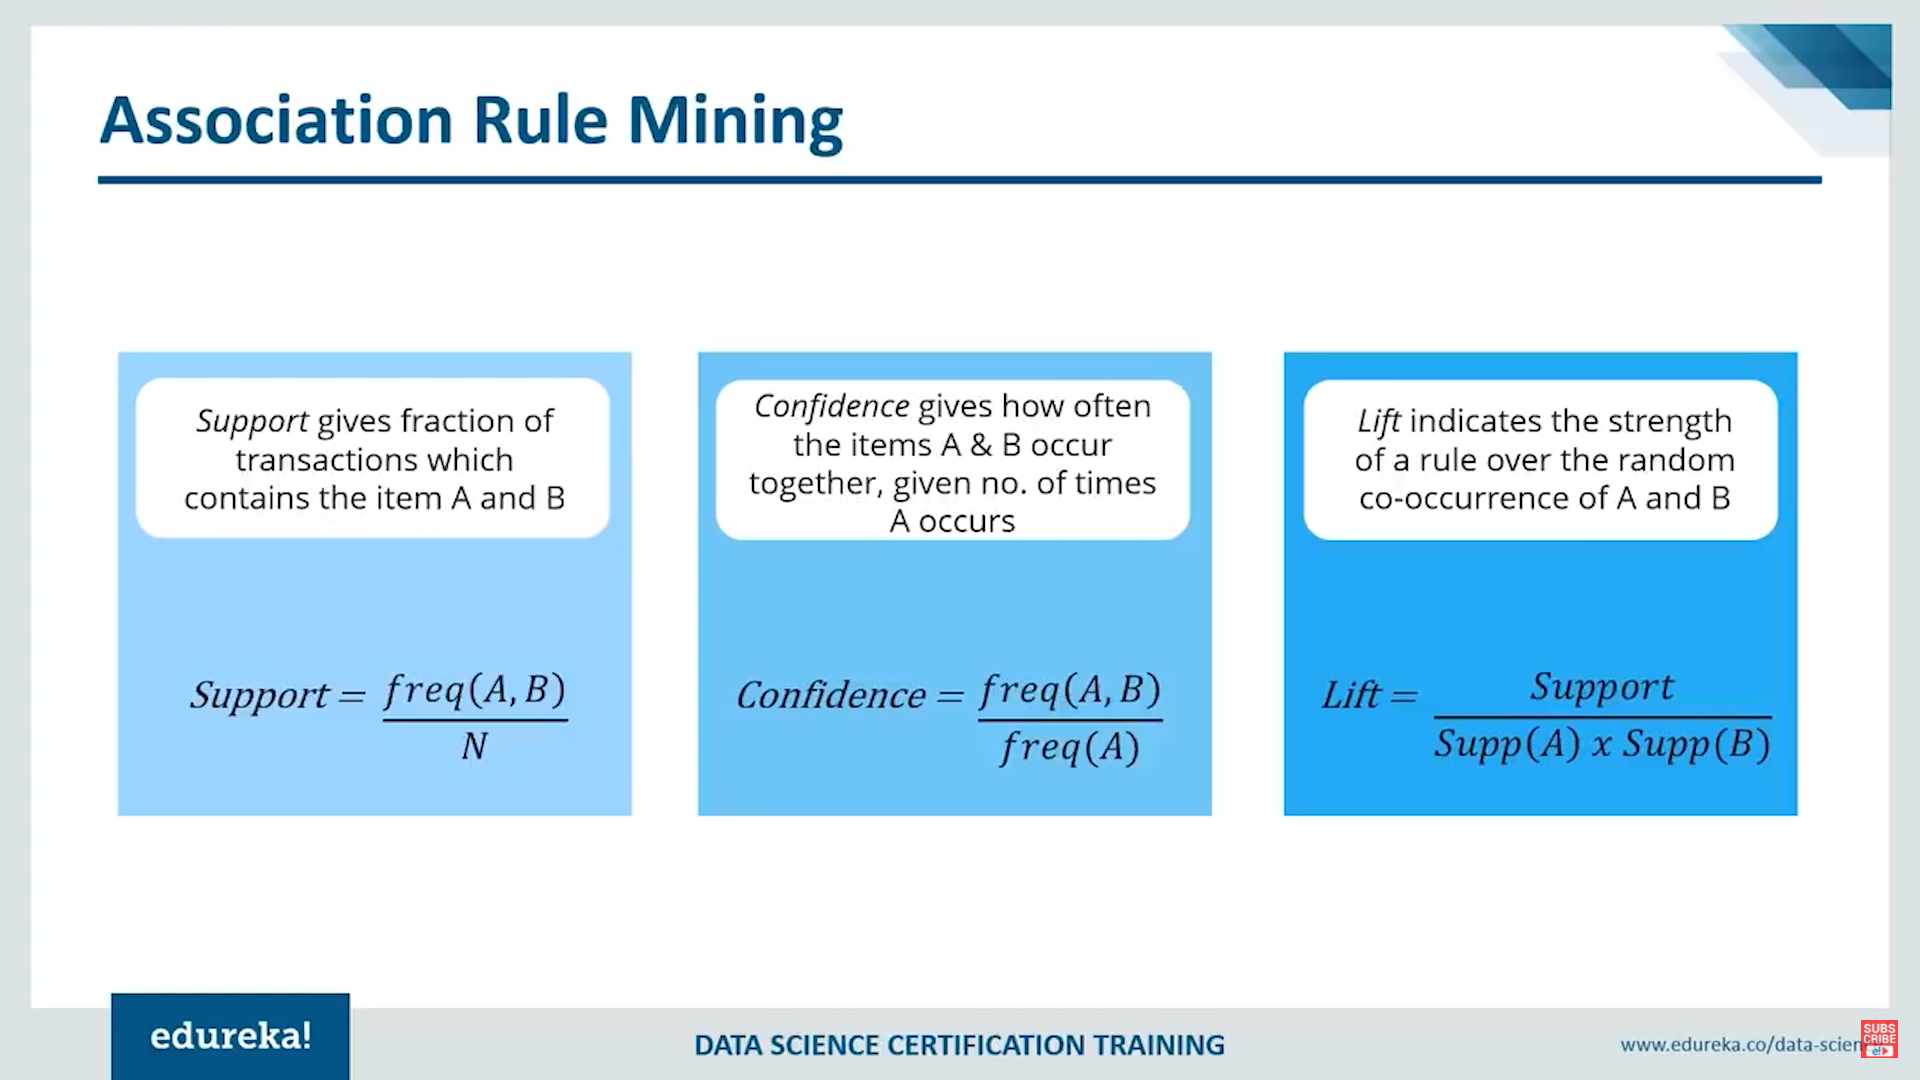 Association Rule Mining
Support gives fraction of
transactions which
contains the item A and B
Support = freq(A, B)
N
Confidence gives how often
the items A & B occur
together, given no. of times
A occurs
Confidence = freq(A, B)
freq(A)
Lift indicates the strength
of a rule over the random
co-occurrence of A and B
Lift = Support
Supp(A) x Supp(B)
edureka!
DATA SCIENCE CERTIFICATION TRAINING
www.edureka.co/data-scien
SUBS
CRIBE
e!